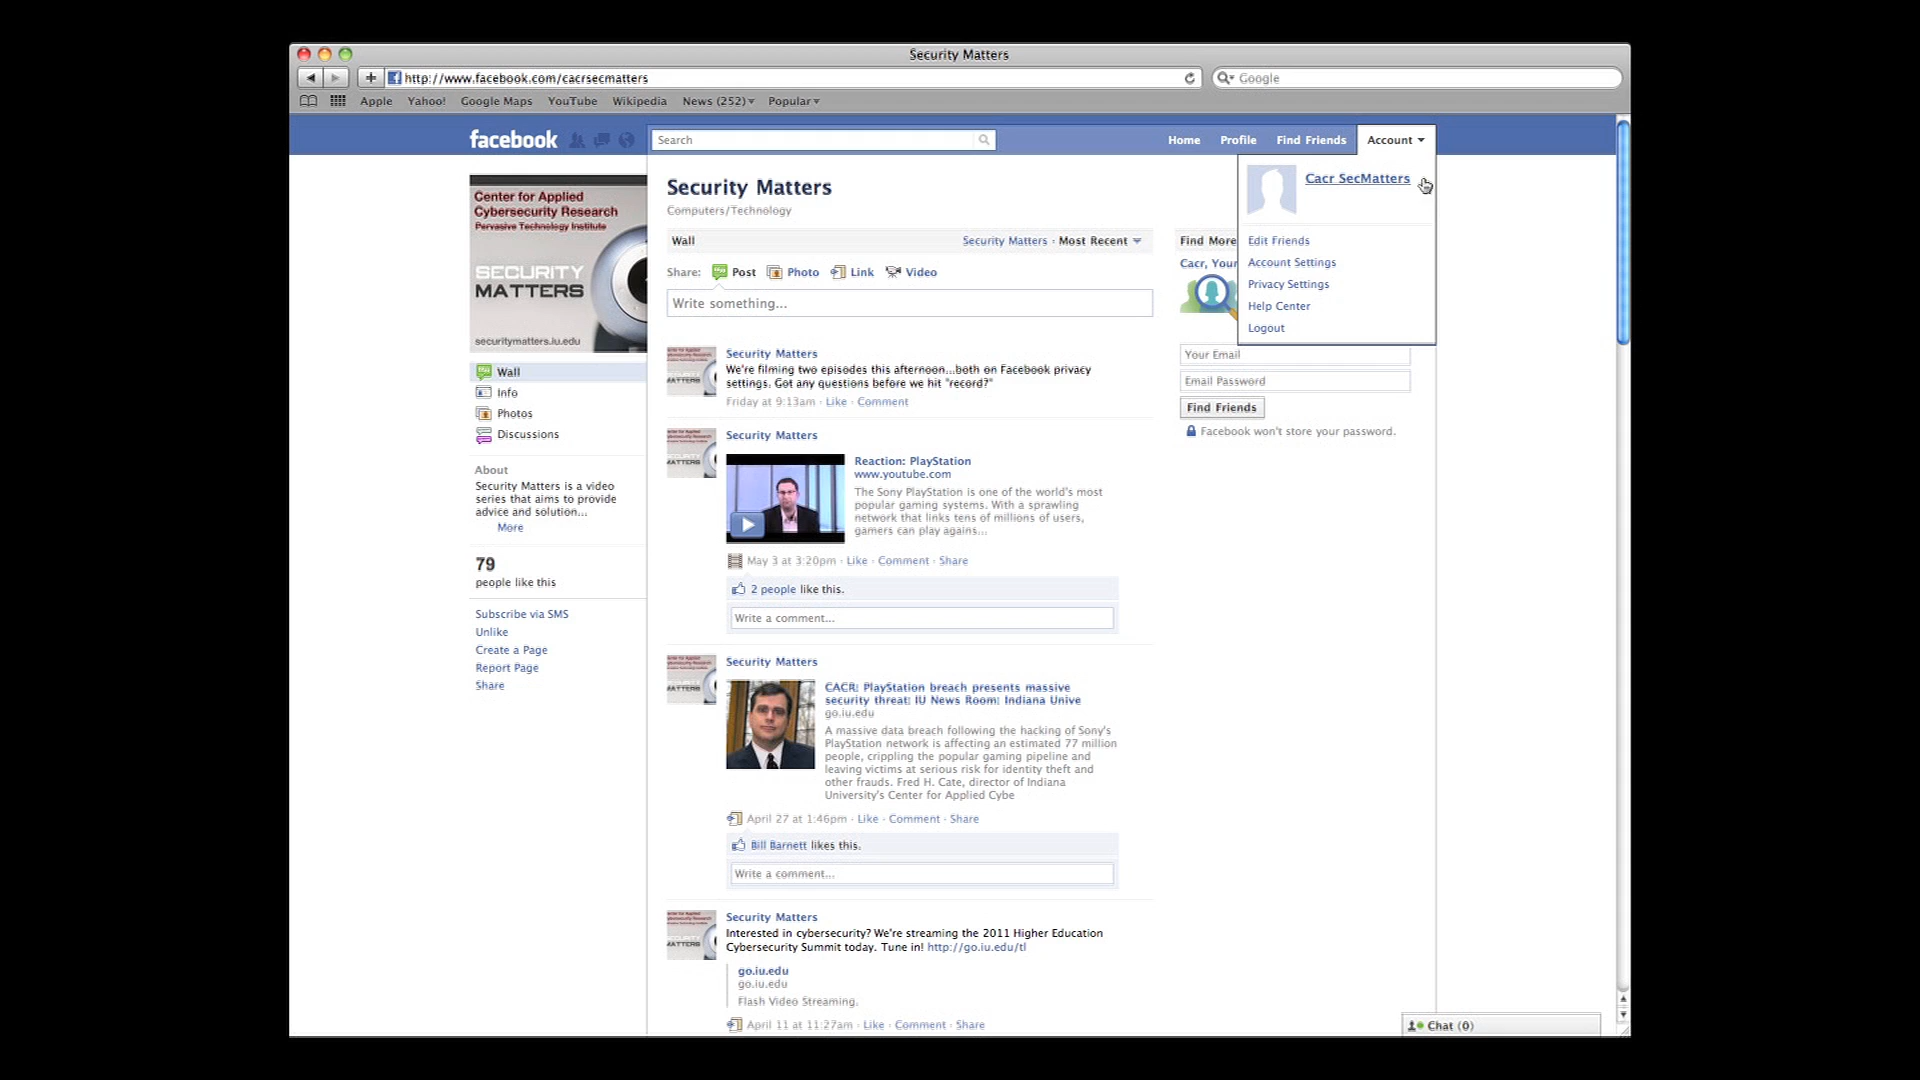 Security Matters
http://www.facebook.com/cacrsecmatters
Google
Apple Yahoo! Google Maps YouTube Wikipedia News (252) Popular
facebook
Search
Home Profile Find Friends Account
Cacr SecMatters
Edit Friends
Account Settings
Privacy Settings
Help Center
Logout
Center for Applied
Cybersecurity Research
Pervasive Technology Institute
SECURITY
MATTERS
securitymatters.iu.edu
Wall
Info
Photos
Discussions
About
Security Matters is a video
series that aims to provide
advice and solution...
More
79
people like this
Subscribe via SMS
Unlike
Create a Page
Report Page
Share
Security Matters
Computers/Technology
Wall Security Matters · Most Recent
Share: Post Photo Link Video
Write something...
Security Matters
We're filming two episodes this afternoon...both on Facebook privacy
settings. Got any questions before we hit "record?"
Friday at 9:13am · Like · Comment
Security Matters
Reaction: PlayStation
www.youtube.com
The Sony PlayStation is one of the world's most
popular gaming systems. With a sprawling
network that links tens of millions of users,
gamers can play agains...
May 3 at 3:20pm · Like · Comment · Share
2 people like this.
Write a comment...
Security Matters
CACR: PlayStation breach presents massive
security threat: IU News Room: Indiana Unive
go.iu.edu
A massive data breach following the hacking of Sony's
PlayStation network is affecting an estimated 77 million
people, crippling the popular gaming pipeline and
leaving victims at serious risk for identity theft and
other frauds. Fred H. Cate, director of Indiana
University's Center for Applied Cybe
April 27 at 1:46pm · Like · Comment · Share
Bill Barnett likes this.
Write a comment...
Security Matters
Interested in cybersecurity? We're streaming the 2011 Higher Education
Cybersecurity Summit today. Tune in! http://go.iu.edu/tl
go.iu.edu
go.iu.edu
Flash Video Streaming.
April 11 at 11:27am · Like · Comment · Share
Find More
Cacr, Your
Your Email
Email Password
Find Friends
Facebook won't store your password.
Chat (0)